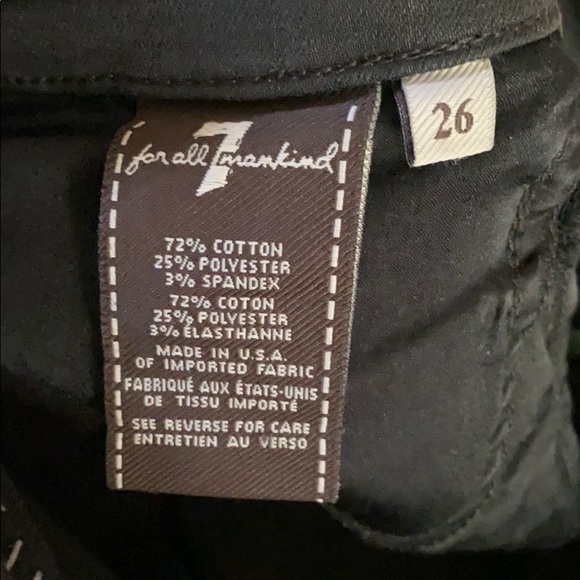 for all 7 mankind
26
72% COTTON
25% POLYESTER
3% SPANDEX
72% COTON
25% POLYESTER
3% ÉLASTHANNE
MADE IN U.S.A.
OF IMPORTED FABRIC
FABRIQUÉ AUX ÉTATS-UNIS
DE TISSU IMPORTÉ
SEE REVERSE FOR CARE
ENTRETIEN AU VERSO